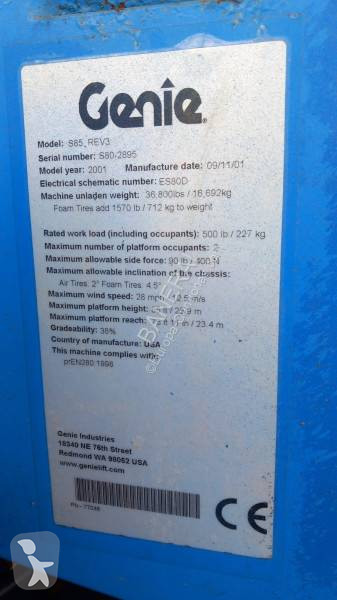 Genie
Model: S85_REV3
Serial number: S80-2895
Model year: 2001 Manufacture date: 09/11/01
Electrical schematic number: ES80D
Machine unladen weight: 36,800lbs / 16,692kg
Foam Tires add 1570 lb / 712 kg to weight
Rated work load (including occupants): 500 lb / 227 kg
Maximum number of platform occupants: 2
Maximum allowable side force: 90 lb / 400 N
Maximum allowable inclination of the chassis:
Air Tires: 2° Foam Tires: 4.5°
Maximum wind speed: 28 mph / 12.5 m/s
Maximum platform height: / 25.9 m
Maximum platform reach: / 23.4 m
Gradeability: 38%
Country of manufacture: USA
This machine complies with:
prEN280:1998
Genie Industries
18340 NE 76th Street
Redmond WA 98052 USA
www.genielift.com
CE